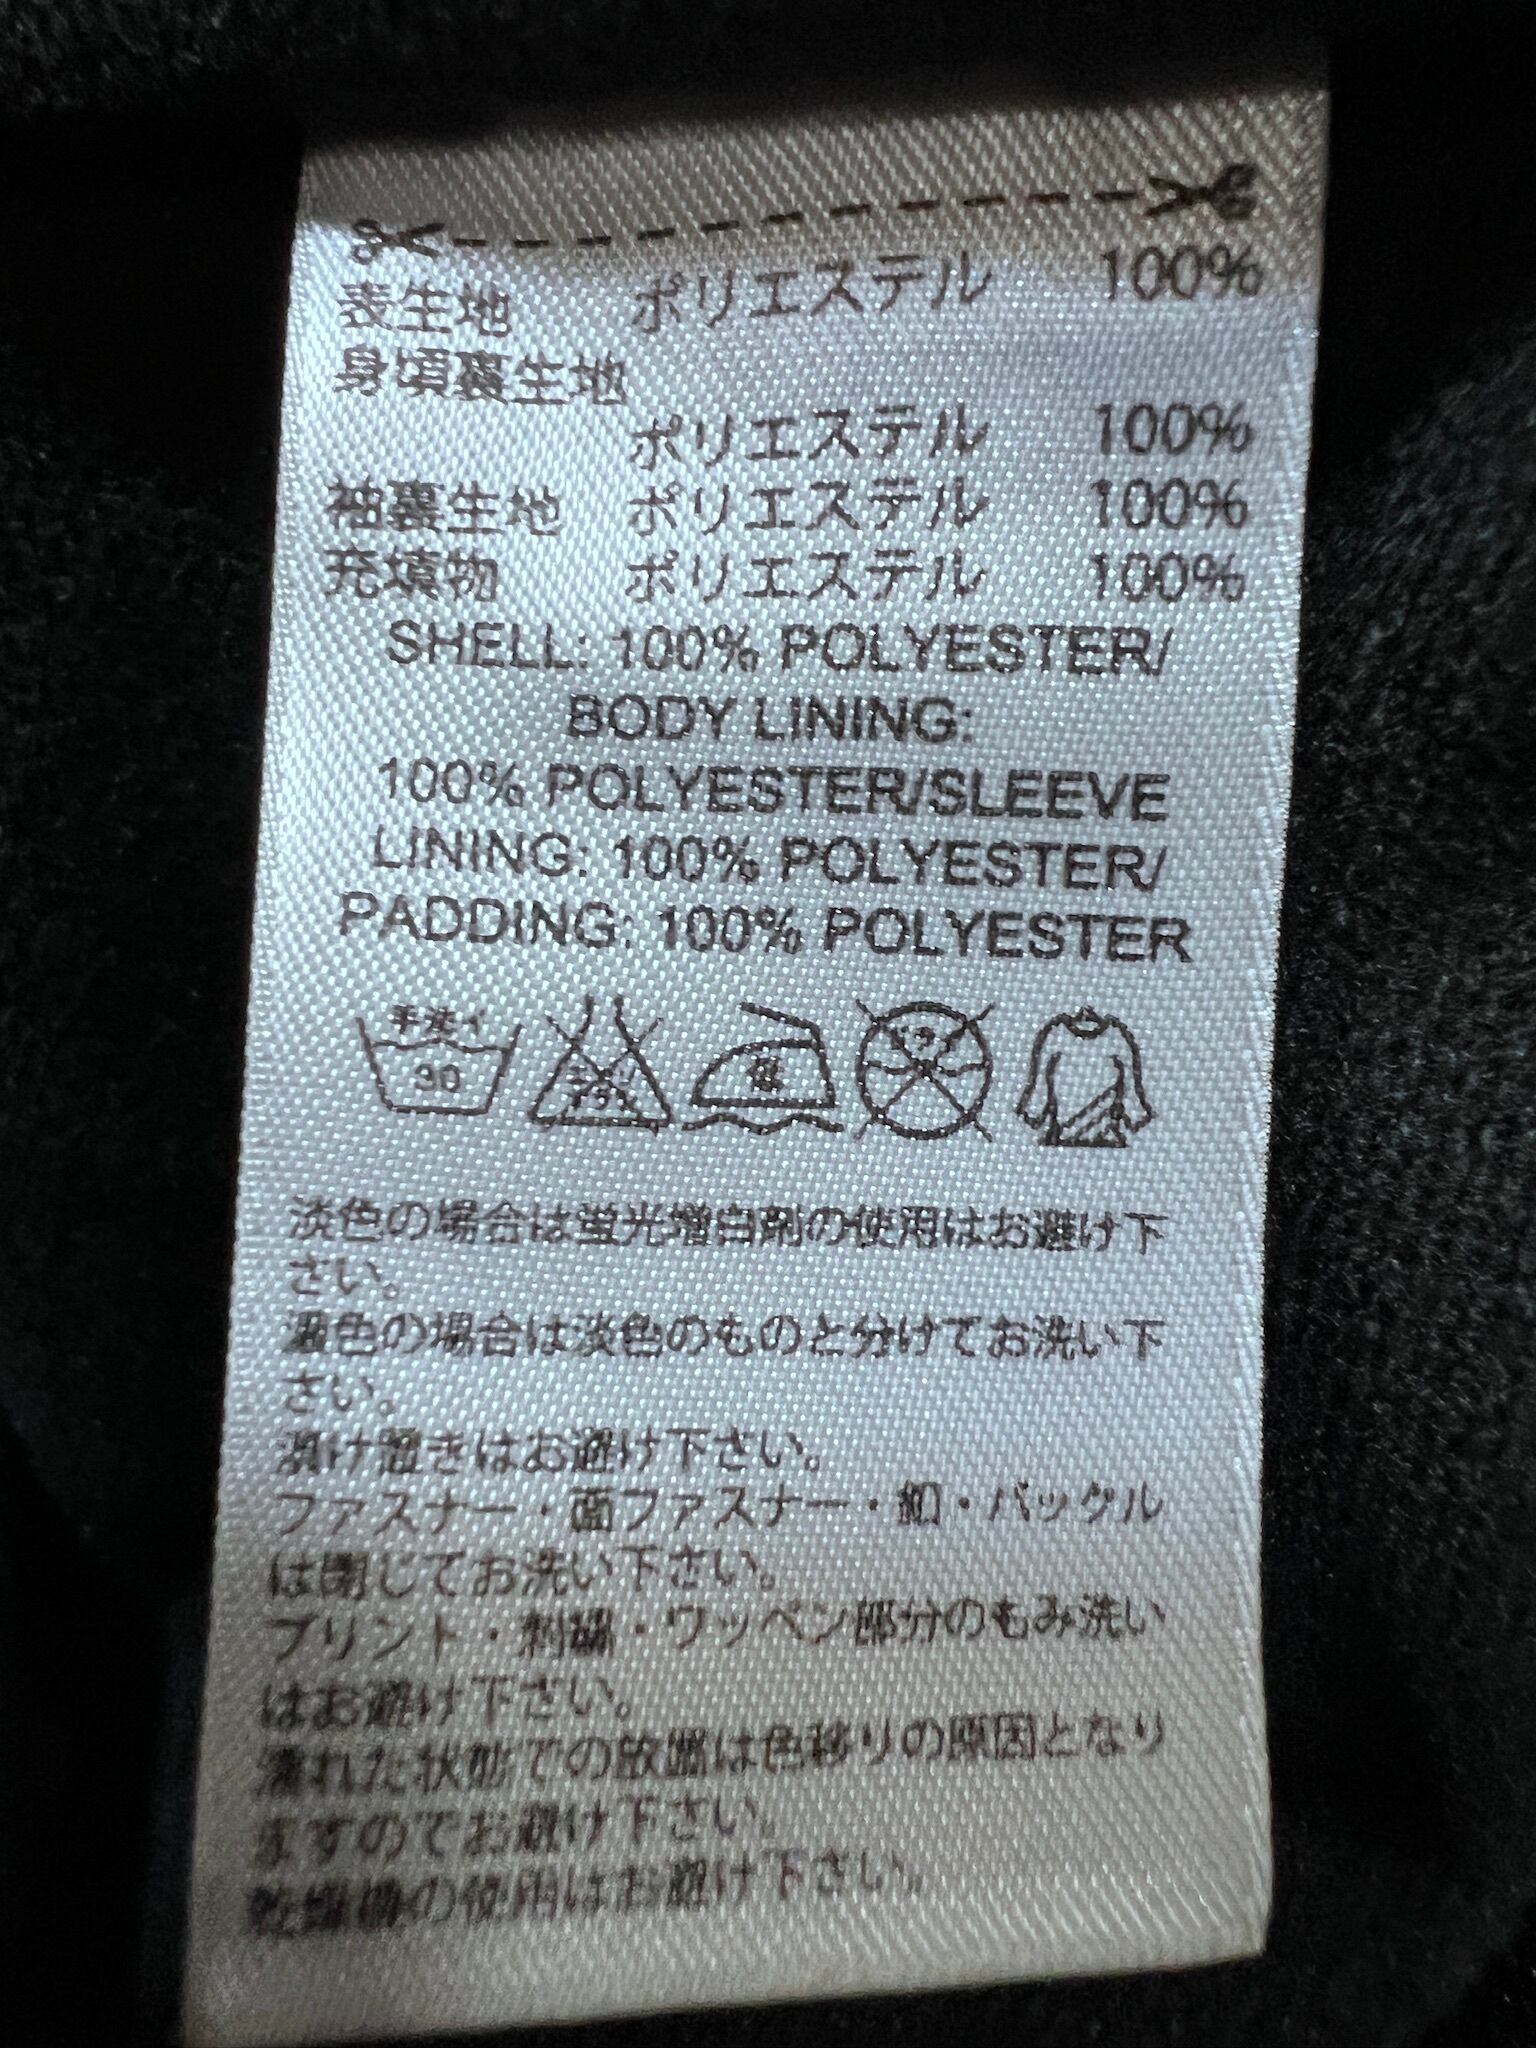 表生地 ポリエステル 100%
身頃裏生地
ポリエステル 100%
袖裏生地 ポリエステル 100%
充填物 ポリエステル 100%
SHELL: 100% POLYESTER/
BODY LINING:
100% POLYESTER/SLEEVE
LINING: 100% POLYESTER/
PADDING: 100% POLYESTER
手洗イ
30
低
淡色の場合は蛍光増白剤の使用はお避け下
さい。
濃色の場合は淡色のものと分けてお洗い下
さい。
漬け置きはお避け下さい。
ファスナー・面ファスナー・釦・バックル
は閉じてお洗い下さい。
プリント・刺繍・ワッペン部分のもみ洗い
はお避け下さい。
濡れた状態での放置は色移りの原因となり
ますのでお避け下さい。
乾燥機の使用はお避け下さい。